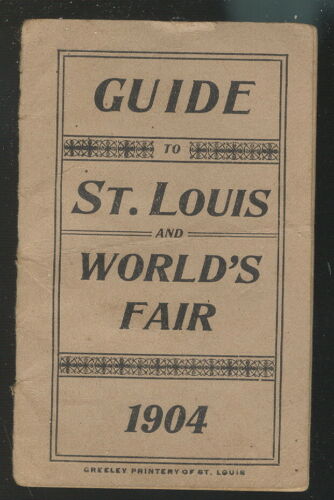 GUIDE
TO
ST. LOUIS
AND
WORLD'S
FAIR
1904
GREELEY PRINTERY OF ST. LOUIS